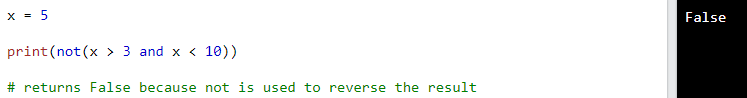 x = 5
print(not(x > 3 and x < 10))
# returns False because not is used to reverse the result
False